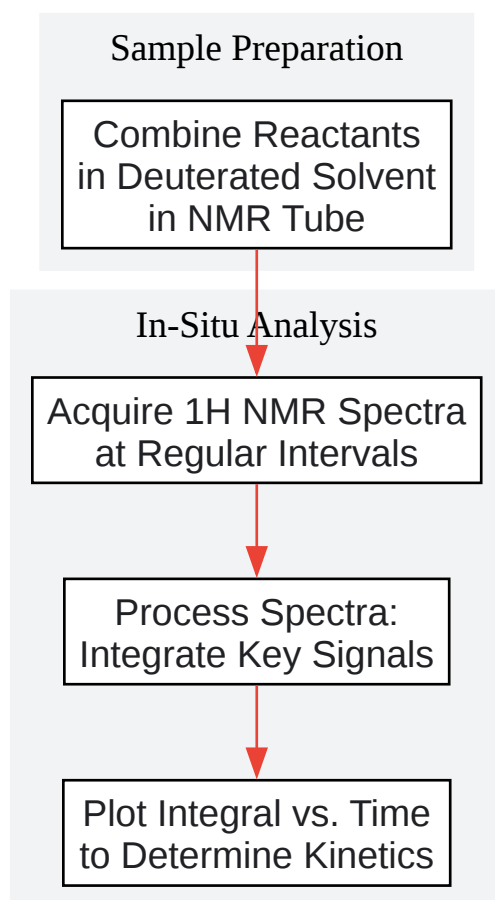 Sample Preparation
Combine Reactants
in Deuterated Solvent
in NMR Tube
In-Situ Analysis
Acquire 1H NMR Spectra
at Regular Intervals
Process Spectra:
Integrate Key Signals
Plot Integral vs. Time
to Determine Kinetics